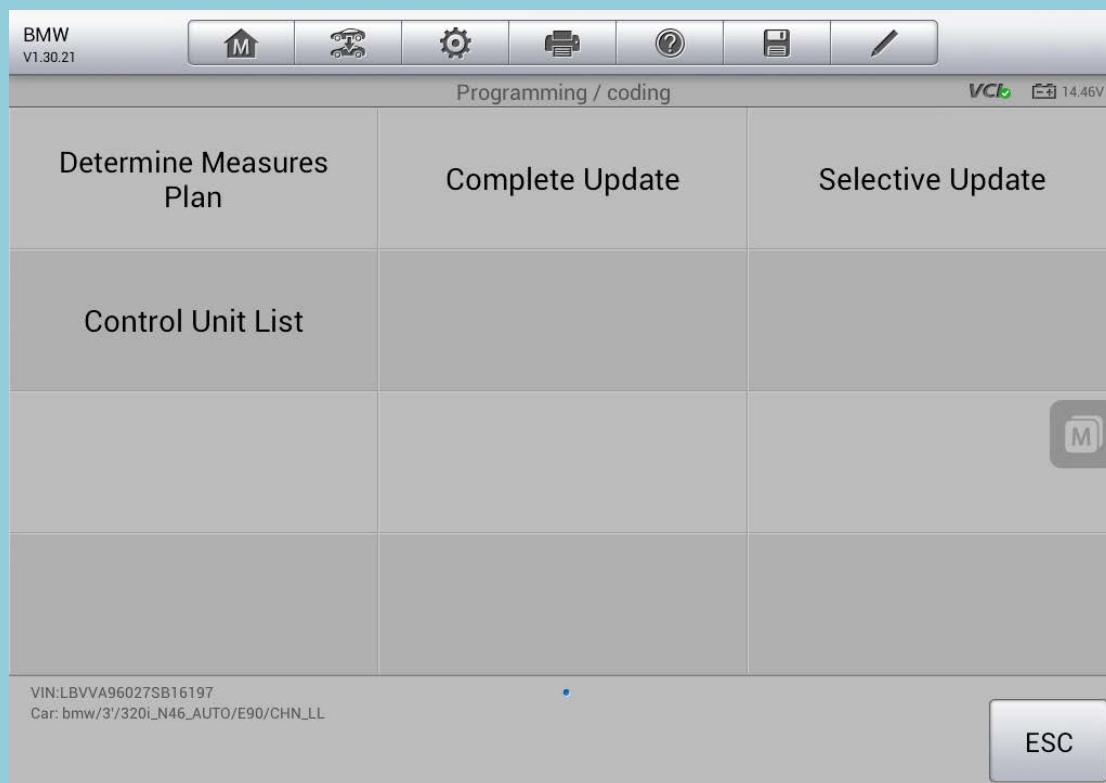 BMW
V1.30.21
M
?
Programming / coding
VCI
14.46V
Determine Measures
Plan
Complete Update
Selective Update
Control Unit List
M
VIN:LBVVA96027SB16197
Car: bmw/3'/320i_N46_AUTO/E90/CHN_LL
ESC